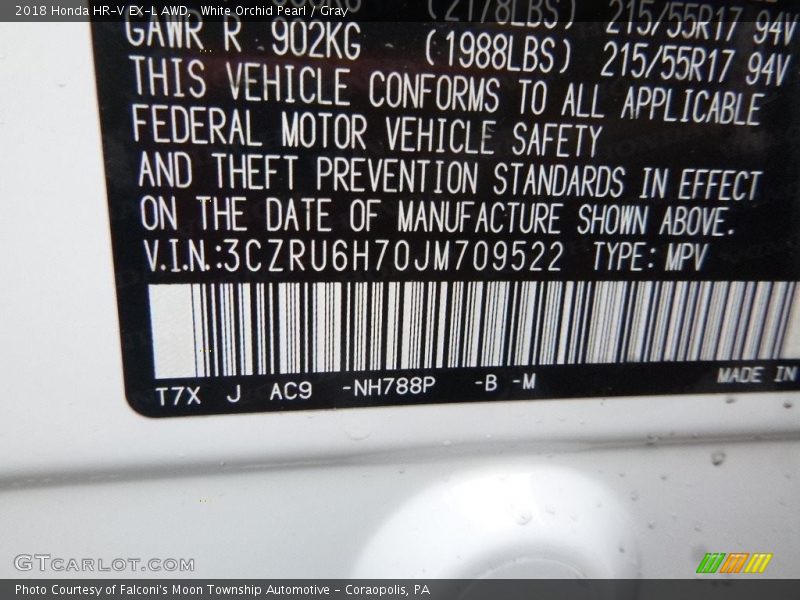 2018 Honda HR-V EX-L AWD, White Orchid Pearl / Gray
(2178LBS) 215/55R17 94V
GAWR R 902KG (1988LBS) 215/55R17 94V
THIS VEHICLE CONFORMS TO ALL APPLICABLE
FEDERAL MOTOR VEHICLE SAFETY
AND THEFT PREVENTION STANDARDS IN EFFECT
ON THE DATE OF MANUFACTURE SHOWN ABOVE.
V.I.N.:3CZRU6H70JM709522 TYPE: MPV
T7X J AC9 -NH788P -B -M MADE IN
GTCARLOT.COM
Photo Courtesy of Falconi's Moon Township Automotive - Coraopolis, PA